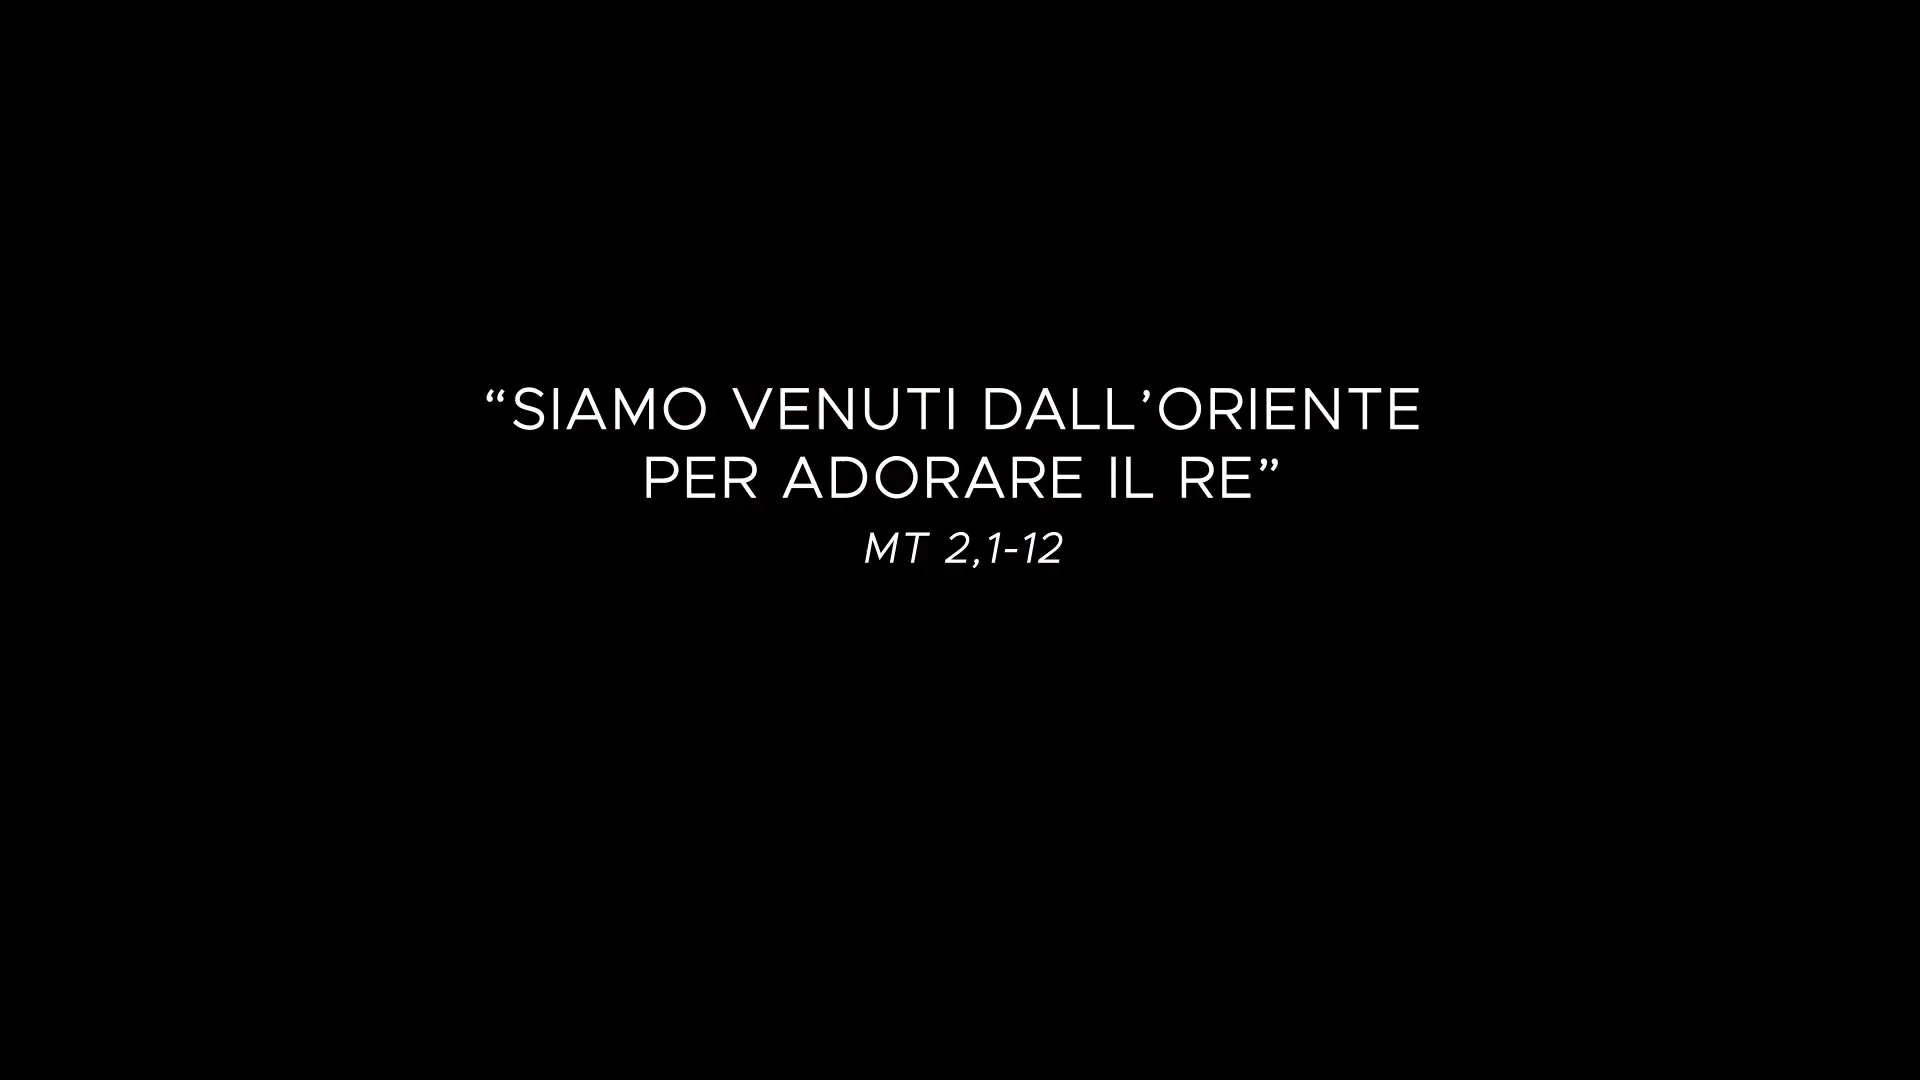 “SIAMO VENUTI DALL’ORIENTE
PER ADORARE IL RE”
MT 2,1-12